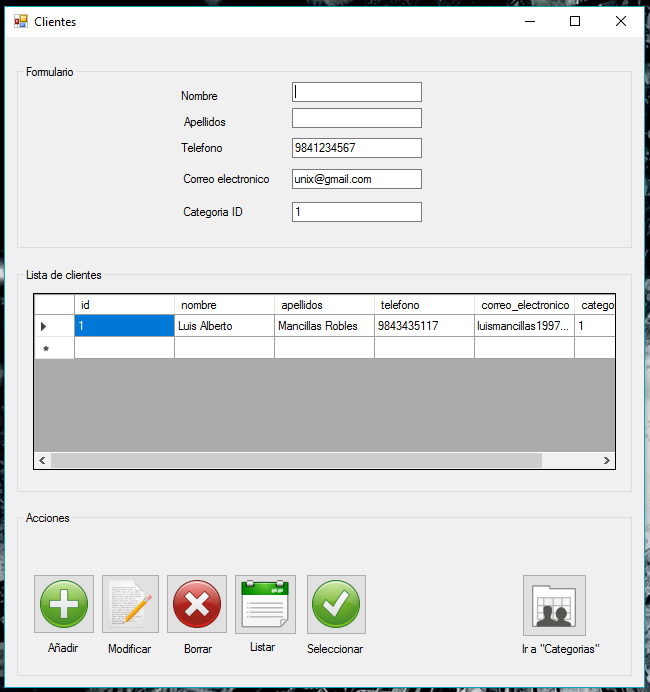 Clientes
Formulario
Nombre
Apellidos
Telefono 9841234567
Correo electronico unix@gmail.com
Categoria ID 1
Lista de clientes
id nombre apellidos telefono correo_electronico categor
1 Luis Alberto Mancillas Robles 9843435117 luismancillas1997... 1
*
Acciones
Añadir Modificar Borrar Listar Seleccionar Ir a "Categorias"